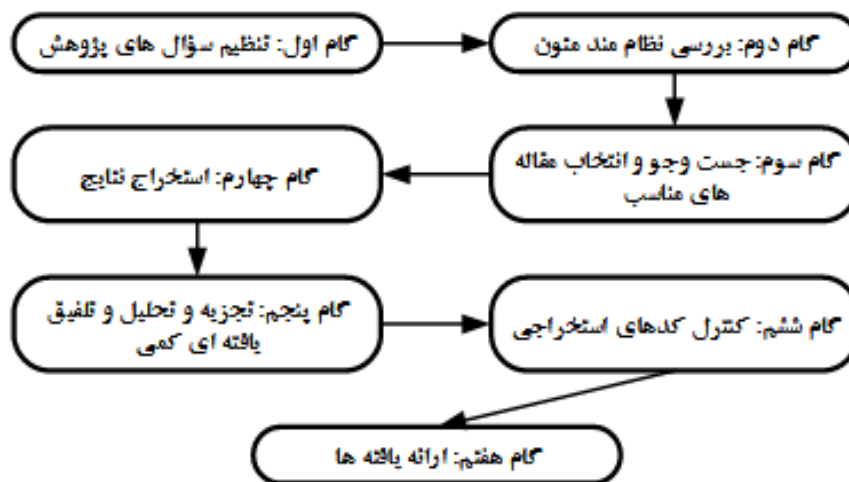 گام اول: تنظیم سؤال های پژوهش
گام دوم: بررسی نظام مند متون
گام سوم: جست وجو و انتخاب مقاله
های مناسب
گام چهارم: استخراج نتایج
گام پنجم: تجزیه و تحلیل و تلفیق
یافته ای کمی
گام ششم: کنترل کدهای استخراجی
گام هفتم: ارائه یافته ها